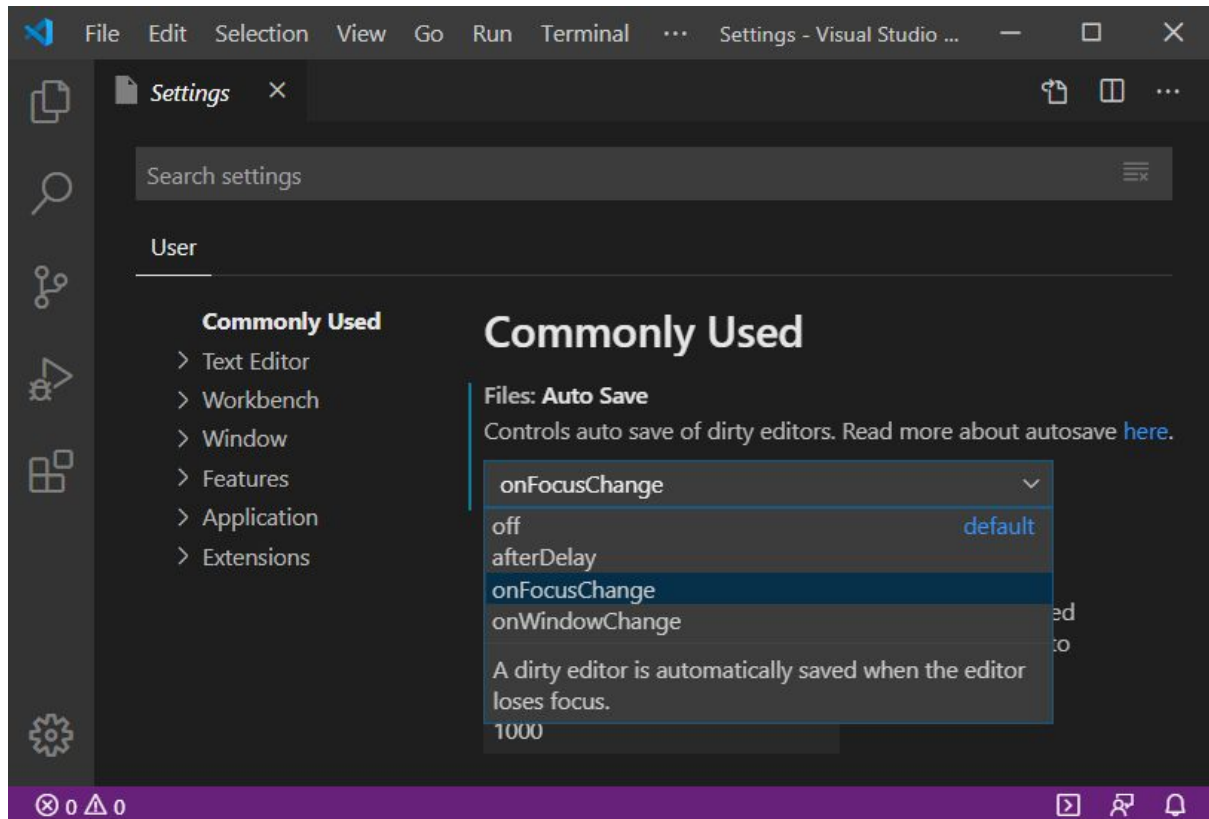 File Edit Selection View Go Run Terminal ··· Settings - Visual Studio ...
Settings
Search settings
User
Commonly Used
Text Editor
Workbench
Window
Features
Application
Extensions
Commonly Used
Files: Auto Save
Controls auto save of dirty editors. Read more about autosave here.
onFocusChange
off default
afterDelay
onFocusChange
onWindowChange
ed
to
A dirty editor is automatically saved when the editor
loses focus.
1000
0 0